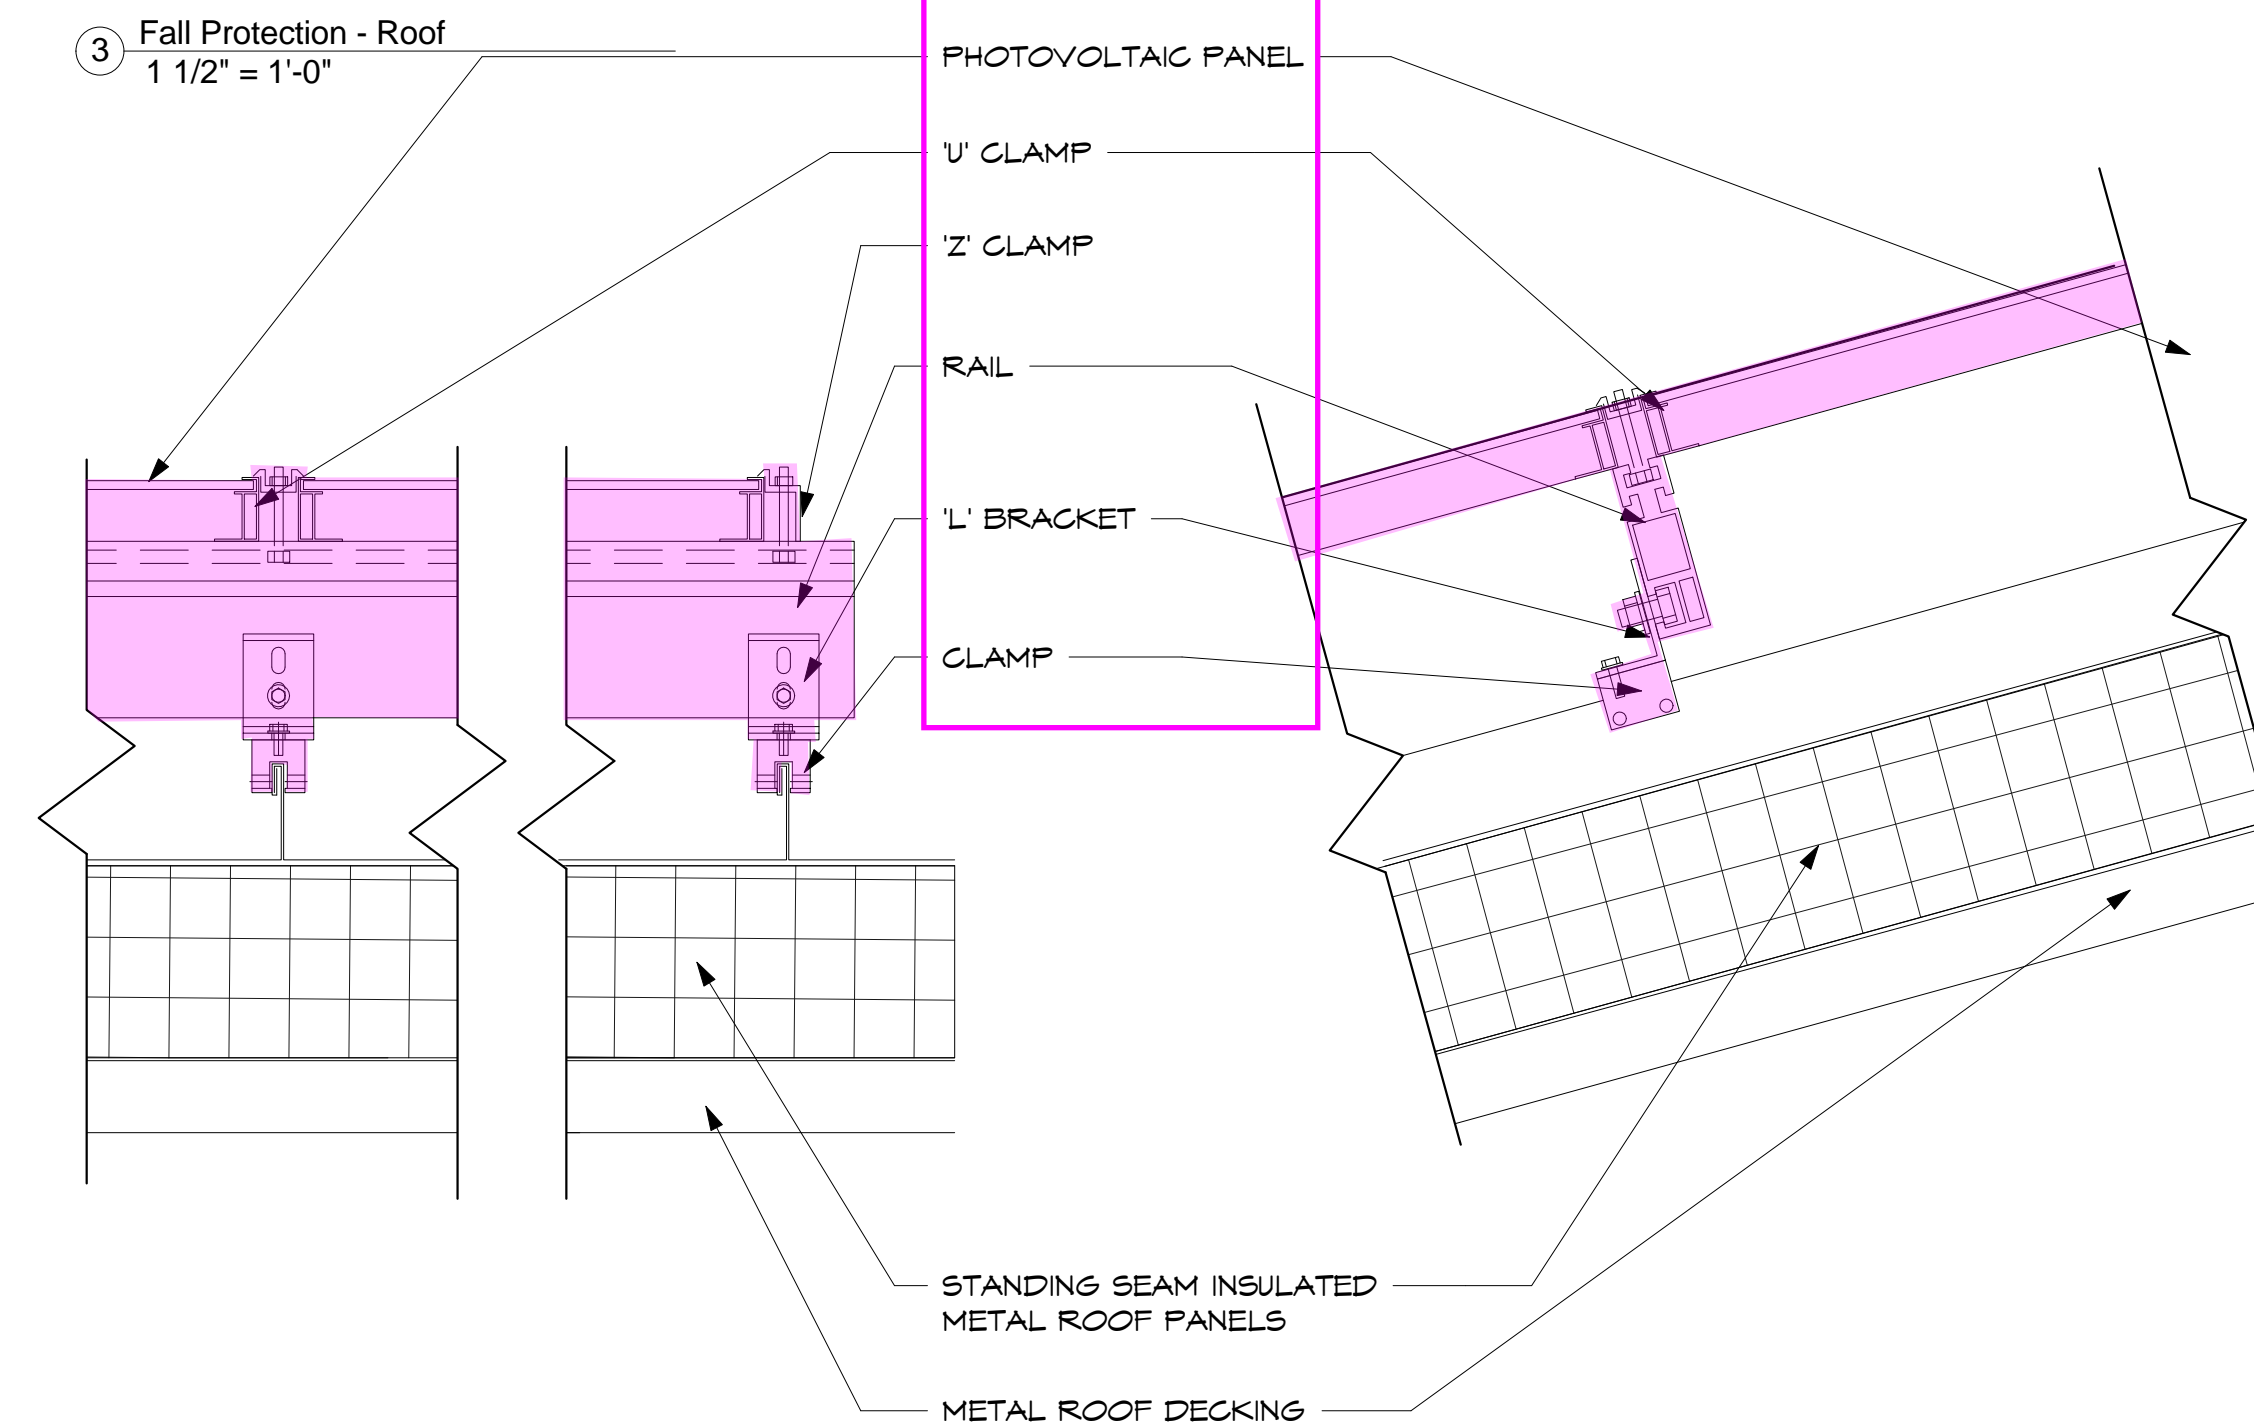 3
Fall Protection - Roof
1 1/2" = 1'-0"
PHOTOVOLTAIC PANEL
'U' CLAMP
'Z' CLAMP
RAIL
'L' BRACKET
CLAMP
STANDING SEAM INSULATED
METAL ROOF PANELS
METAL ROOF DECKING